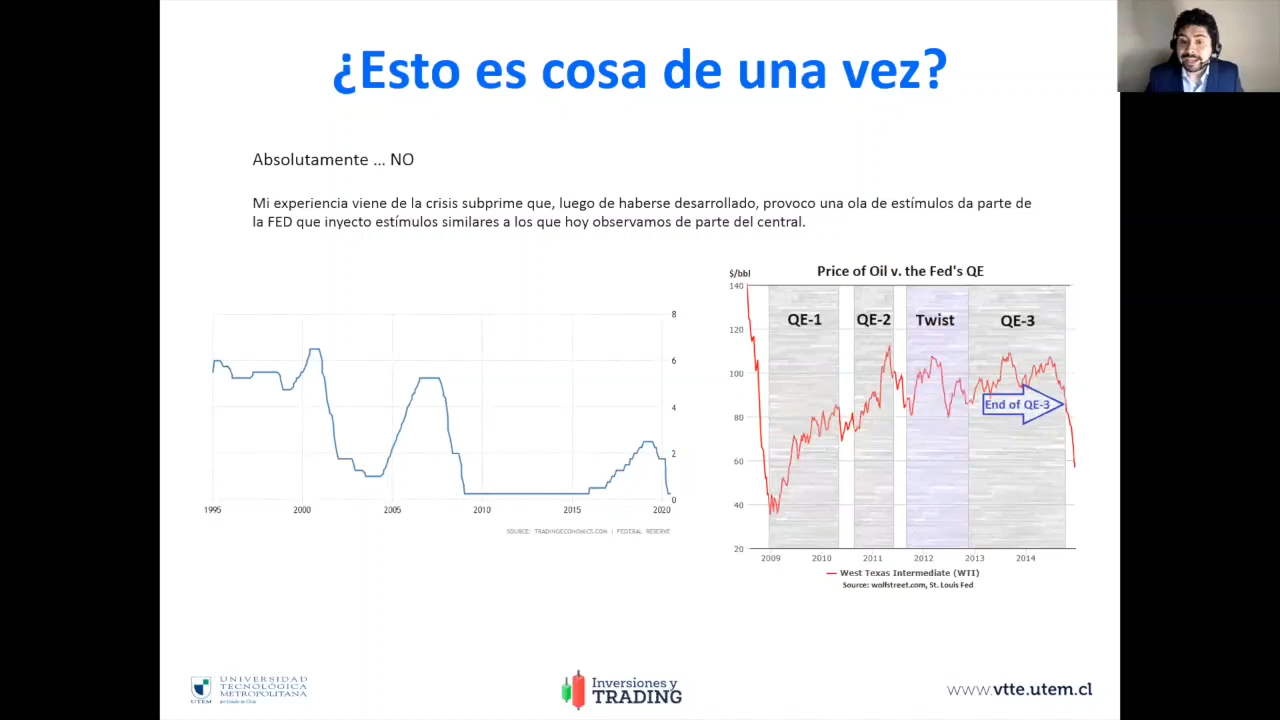 ¿Esto es cosa de una vez?
Absolutamente ... NO
Mi experiencia viene de la crisis subprime que, luego de haberse desarrollado, provoco una ola de estímulos da parte de
la FED que inyecto estímulos similares a los que hoy observamos de parte del central.
8
6
4
2
0
1995 2000 2005 2010 2015 2020
SOURCE: TRADINGECONOMICS.COM | FEDERAL RESERVE
$/bbl
Price of Oil v. the Fed's QE
140
120
100
80
60
40
20
QE-1 QE-2 Twist QE-3
End of QE-3
2009 2010 2011 2012 2013 2014
West Texas Intermediate (WTI)
Source: wolfstreet.com, St. Louis Fed
UTEM
UNIVERSIDAD
TECNOLÓGICA
METROPOLITANA
del Estado de Chile
Inversiones y
TRADING
www.vtte.utem.cl